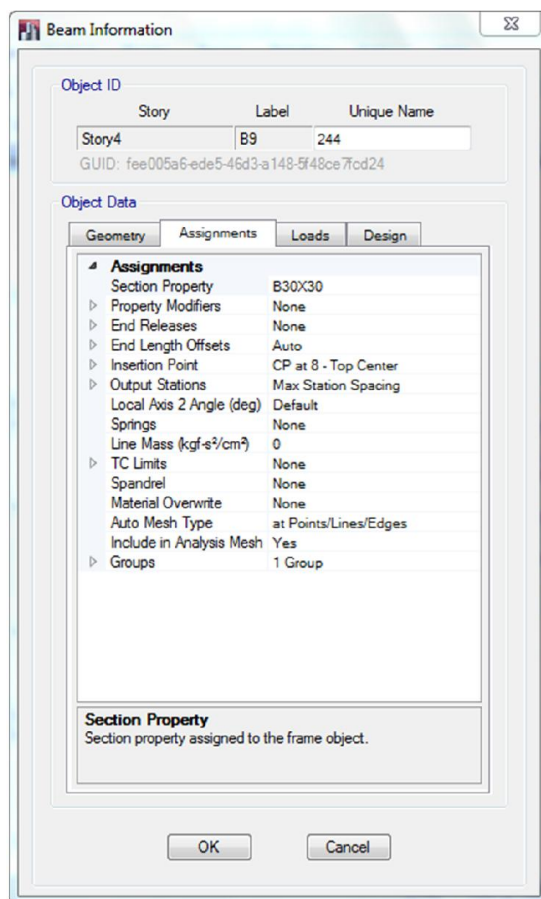 Beam Information
Object ID
Story Label Unique Name
Story4 B9 244
GUID: fee005a6-ede5-46d3-a148-5f48ce7fcd24
Object Data
Geometry Assignments Loads Design
Assignments
Section Property B30X30
Property Modifiers None
End Releases None
End Length Offsets Auto
Insertion Point CP at 8 - Top Center
Output Stations Max Station Spacing
Local Axis 2 Angle (deg) Default
Springs None
Line Mass (kgf-s²/cm²) 0
TC Limits None
Spandrel None
Material Overwrite None
Auto Mesh Type at Points/Lines/Edges
Include in Analysis Mesh Yes
Groups 1 Group
Section Property
Section property assigned to the frame object.
OK Cancel